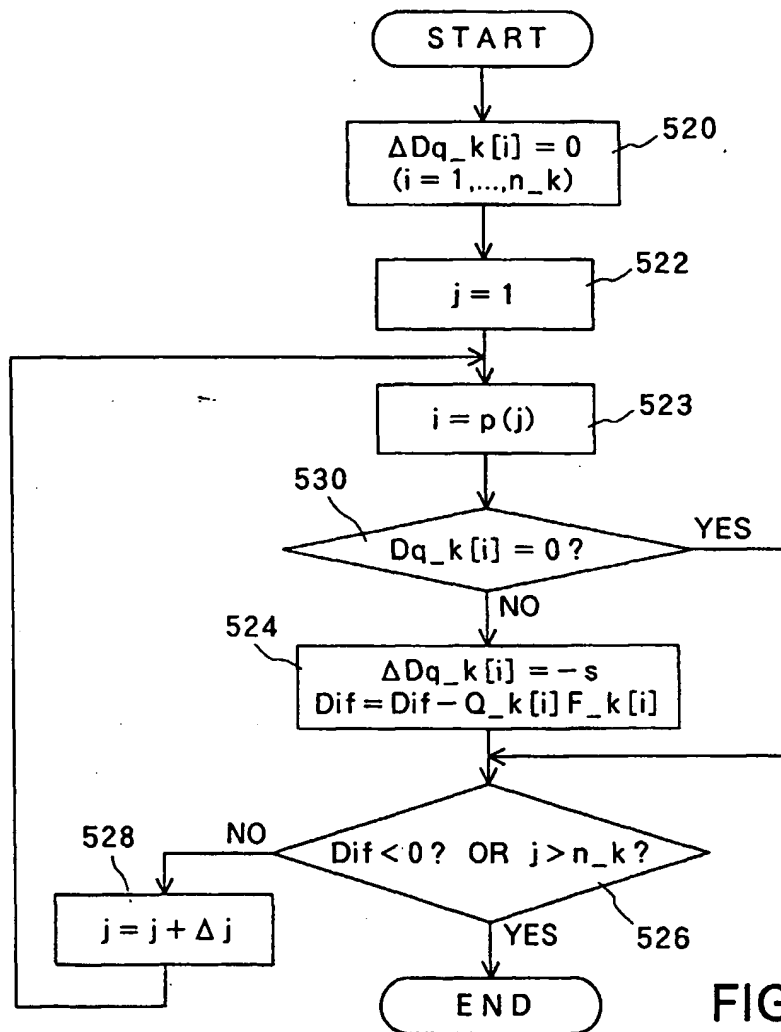 START
520
ΔDq_k[i] = 0
(i = 1,...,n_k)
522
j = 1
523
i = p(j)
530
Dq_k[i] = 0?
YES
NO
524
ΔDq_k[i] = -s
Dif = Dif - Q_k[i] F_k[i]
528
NO
Dif < 0? OR j > n_k?
j = j + Δj
526
YES
END
FIG